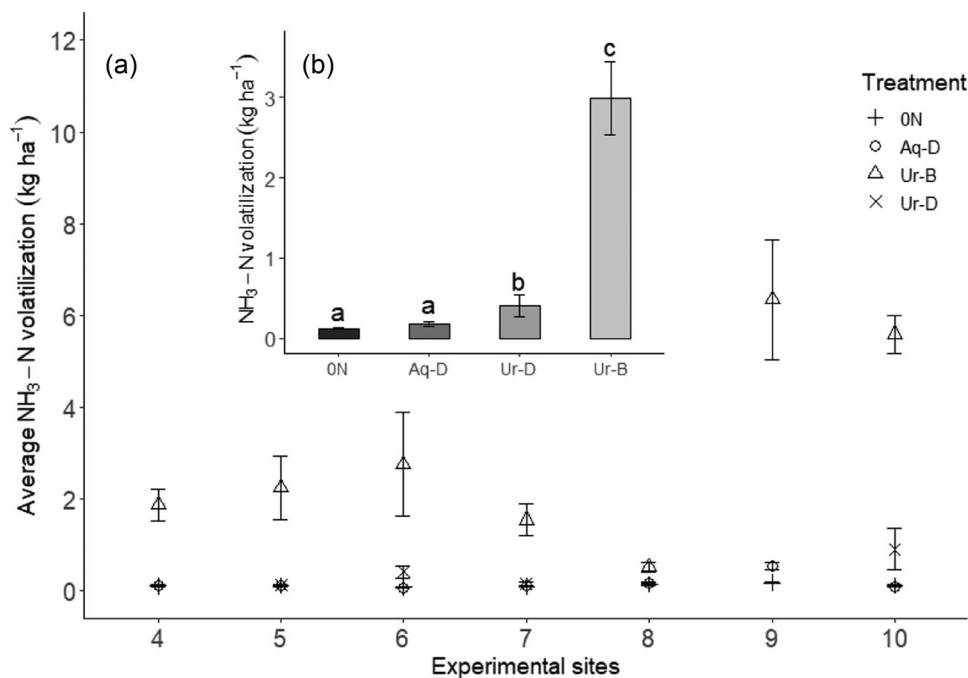 (a)
Average NH₃−N volatilization (kg ha⁻¹)
12
10
8
6
4
2
0
4 5 6 7 8 9 10
Experimental sites
(b)
NH₃−N volatilization (kg ha⁻¹)
3
2
1
0
a a b c
0N Aq-D Ur-D Ur-B
Treatment
0N
Aq-D
Ur-B
Ur-D